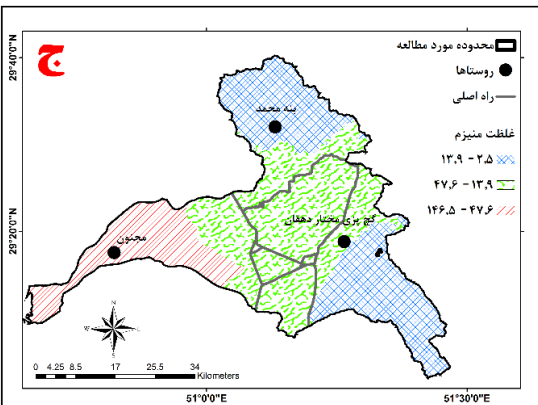 ج
محدوده مورد مطالعه
روستاها
راه اصلی
غلظت منیزم
۱۳,۹ - ۲,۵
۴۷,۶ - ۱۳,۹
۱۴۶,۵ - ۴۷,۶
بنه محمد
گچ پزی مختار دهقان
مجنون
29°40'0"N
29°20'0"N
N
W
E
S
0 4.25 8.5 17 25.5 34
Kilometers
51°0'0"E
51°30'0"E